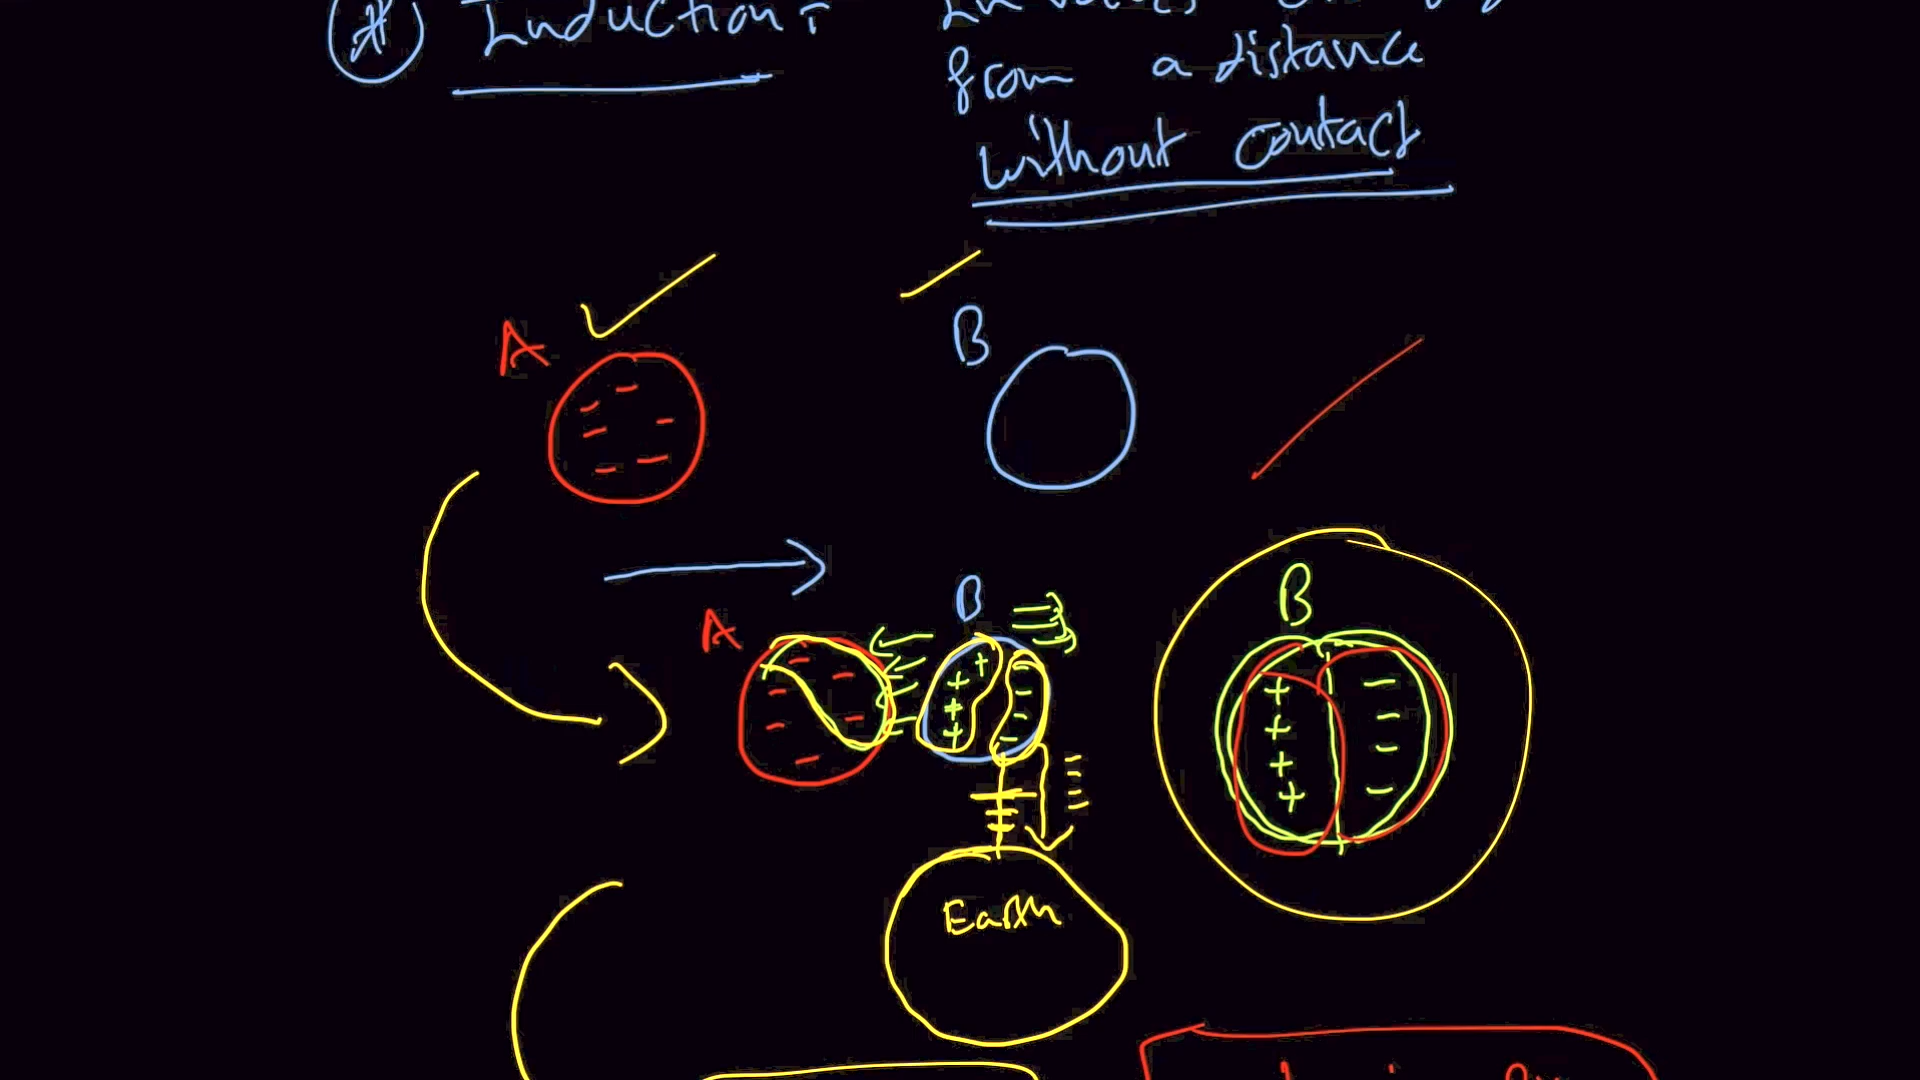 Induction:
from a distance
without contact
A
B
A
B
B
Earth